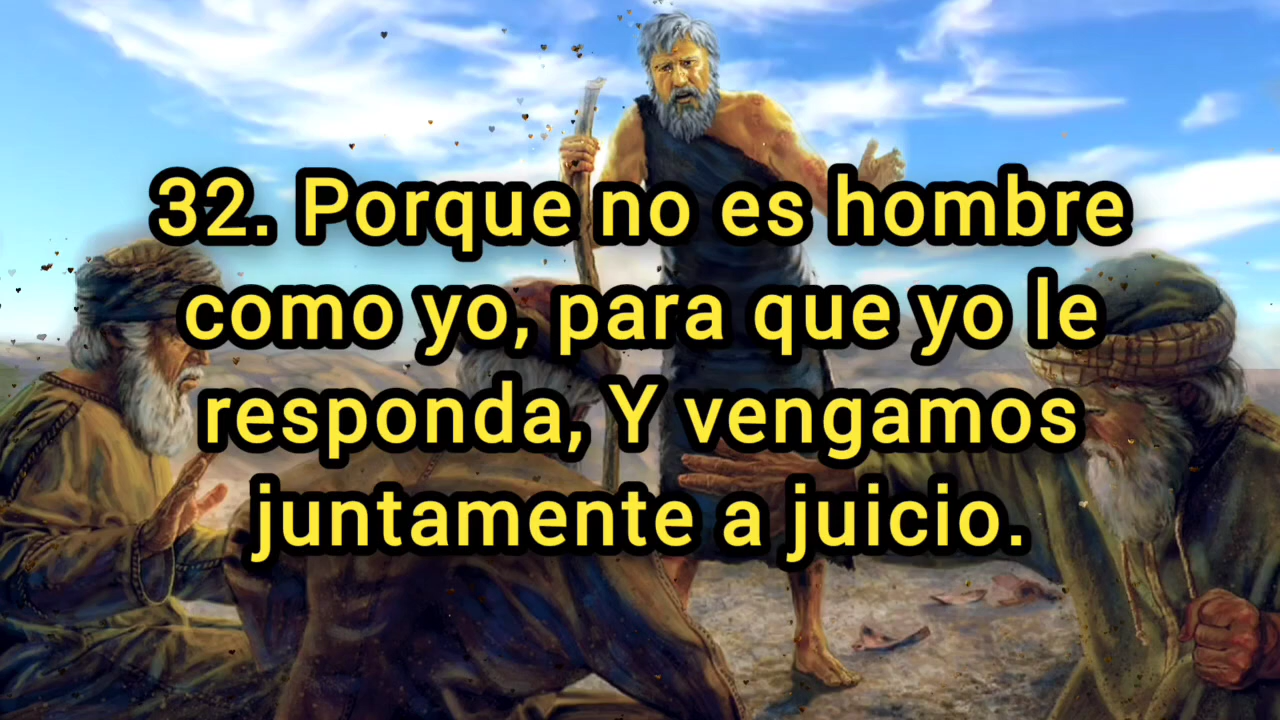 32. Porque no es hombre
como yo, para que yo le
responda, Y vengamos
juntamente a juicio.